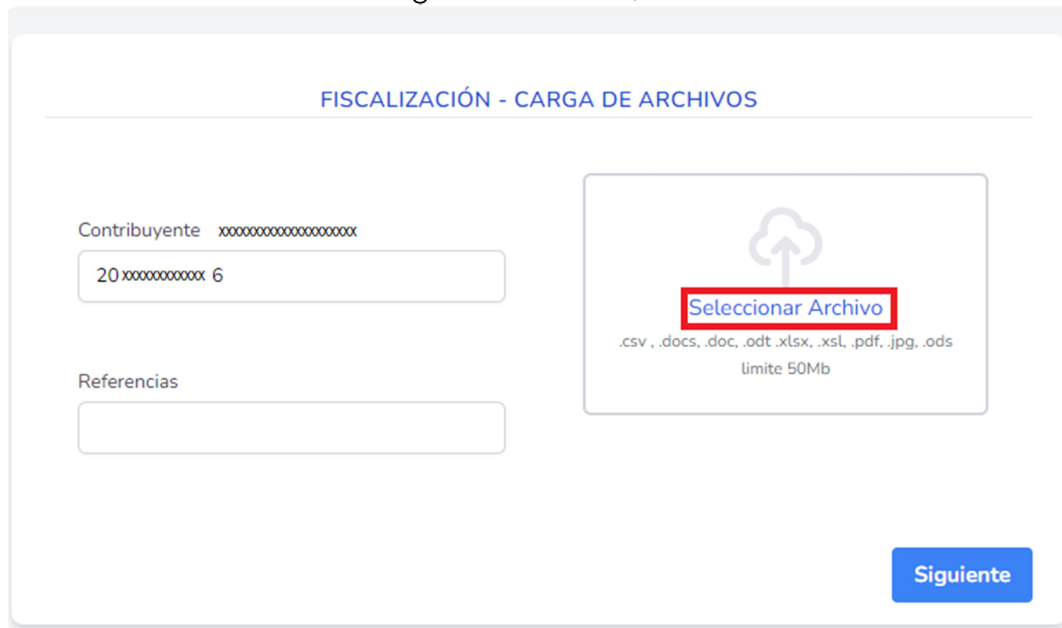 FISCALIZACIÓN - CARGA DE ARCHIVOS
Contribuyente xxxxxxxxxxxxxxxxxxx
20 xxxxxxxxxxxx 6
Referencias
Seleccionar Archivo
.csv , .docs, .doc, .odt .xlsx, .xsl, .pdf, .jpg, .ods
limite 50Mb
Siguiente